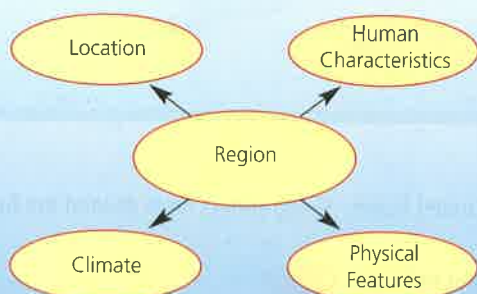 Location
Human
Characteristics
Region
Climate
Physical
Features